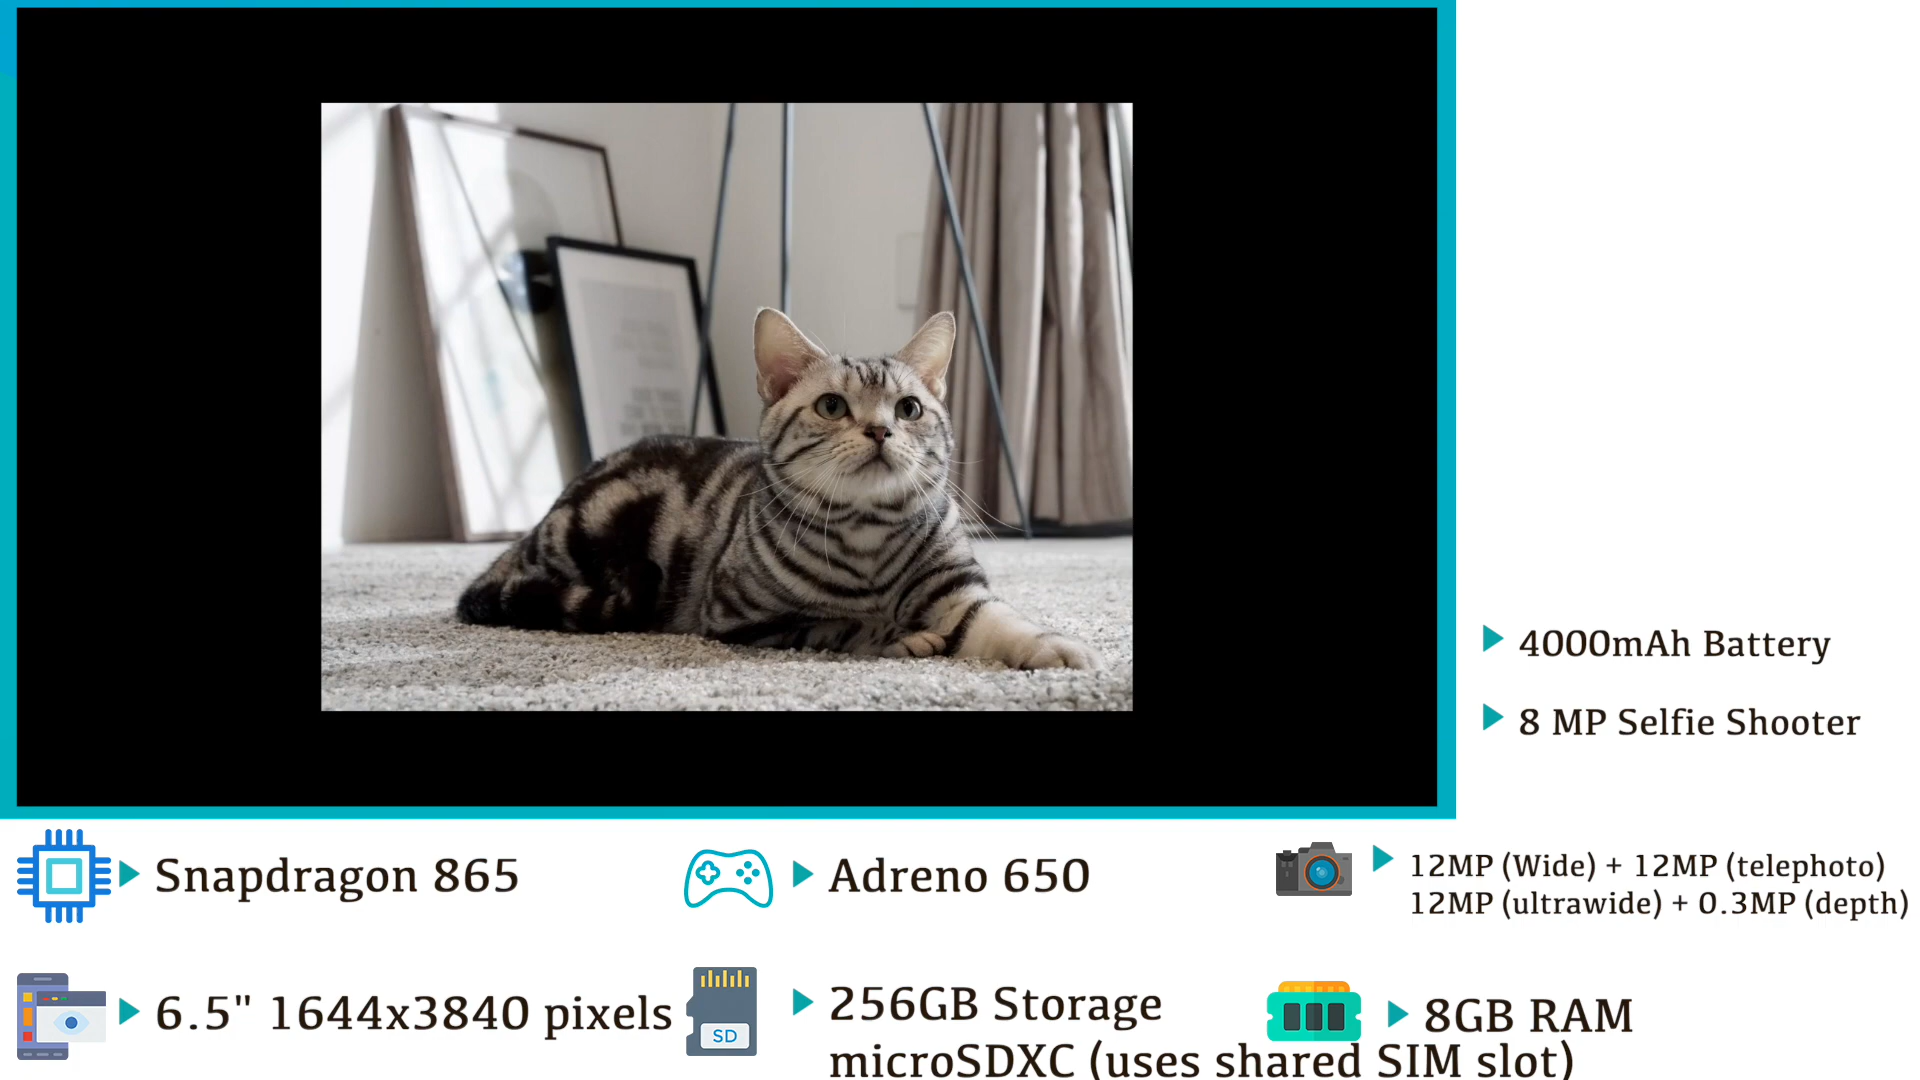 4000mAh Battery
8 MP Selfie Shooter
Snapdragon 865
Adreno 650
12MP (Wide) + 12MP (telephoto)
12MP (ultrawide) + 0.3MP (depth)
6.5" 1644x3840 pixels
SD
256GB Storage
microSDXC (uses shared SIM slot)
8GB RAM